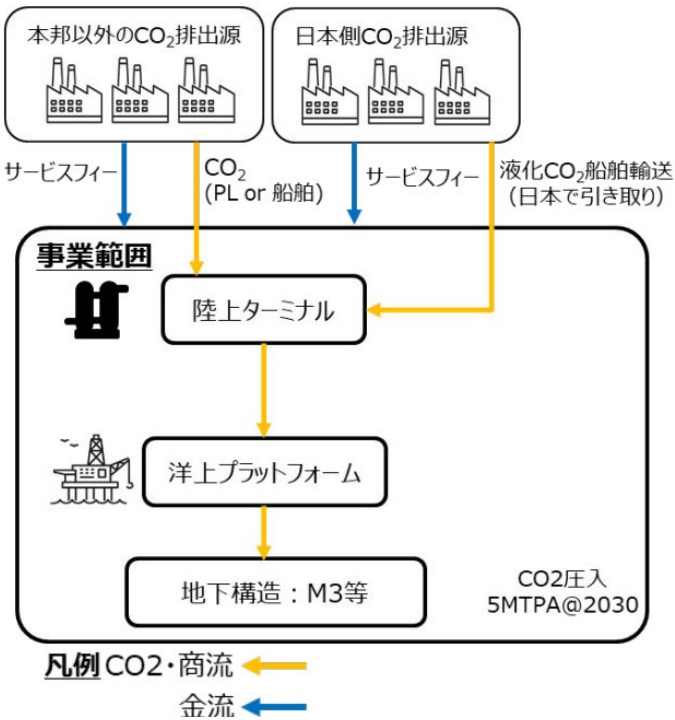 本邦以外のCO₂排出源
日本側CO₂排出源
サービスフィー
CO₂
(PL or 船舶)
サービスフィー
液化CO₂船舶輸送
(日本で引き取り)
事業範囲
陸上ターミナル
洋上プラットフォーム
地下構造：M3等
CO2圧入
5MTPA@2030
凡例 CO2・商流
金流